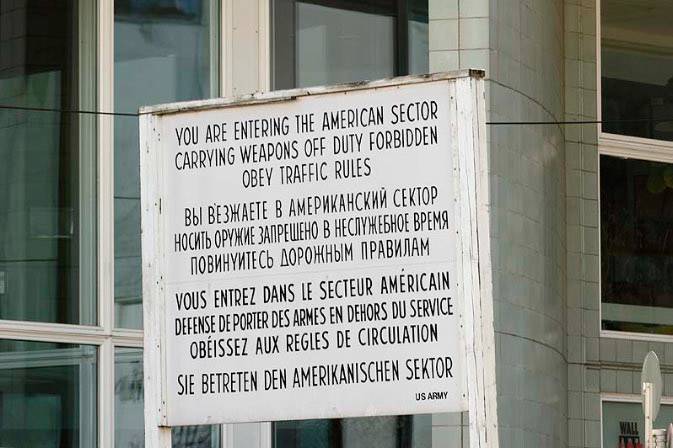 YOU ARE ENTERING THE AMERICAN SECTOR
CARRYING WEAPONS OFF DUTY FORBIDDEN
OBEY TRAFFIC RULES
ВЫ В'ЕЗЖАЕТЕ В АМЕРИКАНСКИЙ СЕКТОР
НОСИТЬ ОРУЖИЕ ЗАПРЕЩЕНО В НЕСЛУЖЕБНОЕ ВРЕМЯ
ПОВИНУЙТЕСЬ ДОРОЖНЫМ ПРАВИЛАМ
VOUS ENTREZ DANS LE SECTEUR AMÉRICAIN
DEFENSE DE PORTER DES ARMES EN DEHORS DU SERVICE
OBÉISSEZ AUX REGLES DE CIRCULATION
SIE BETRETEN DEN AMERIKANISCHEN SEKTOR
US ARMY
WALL